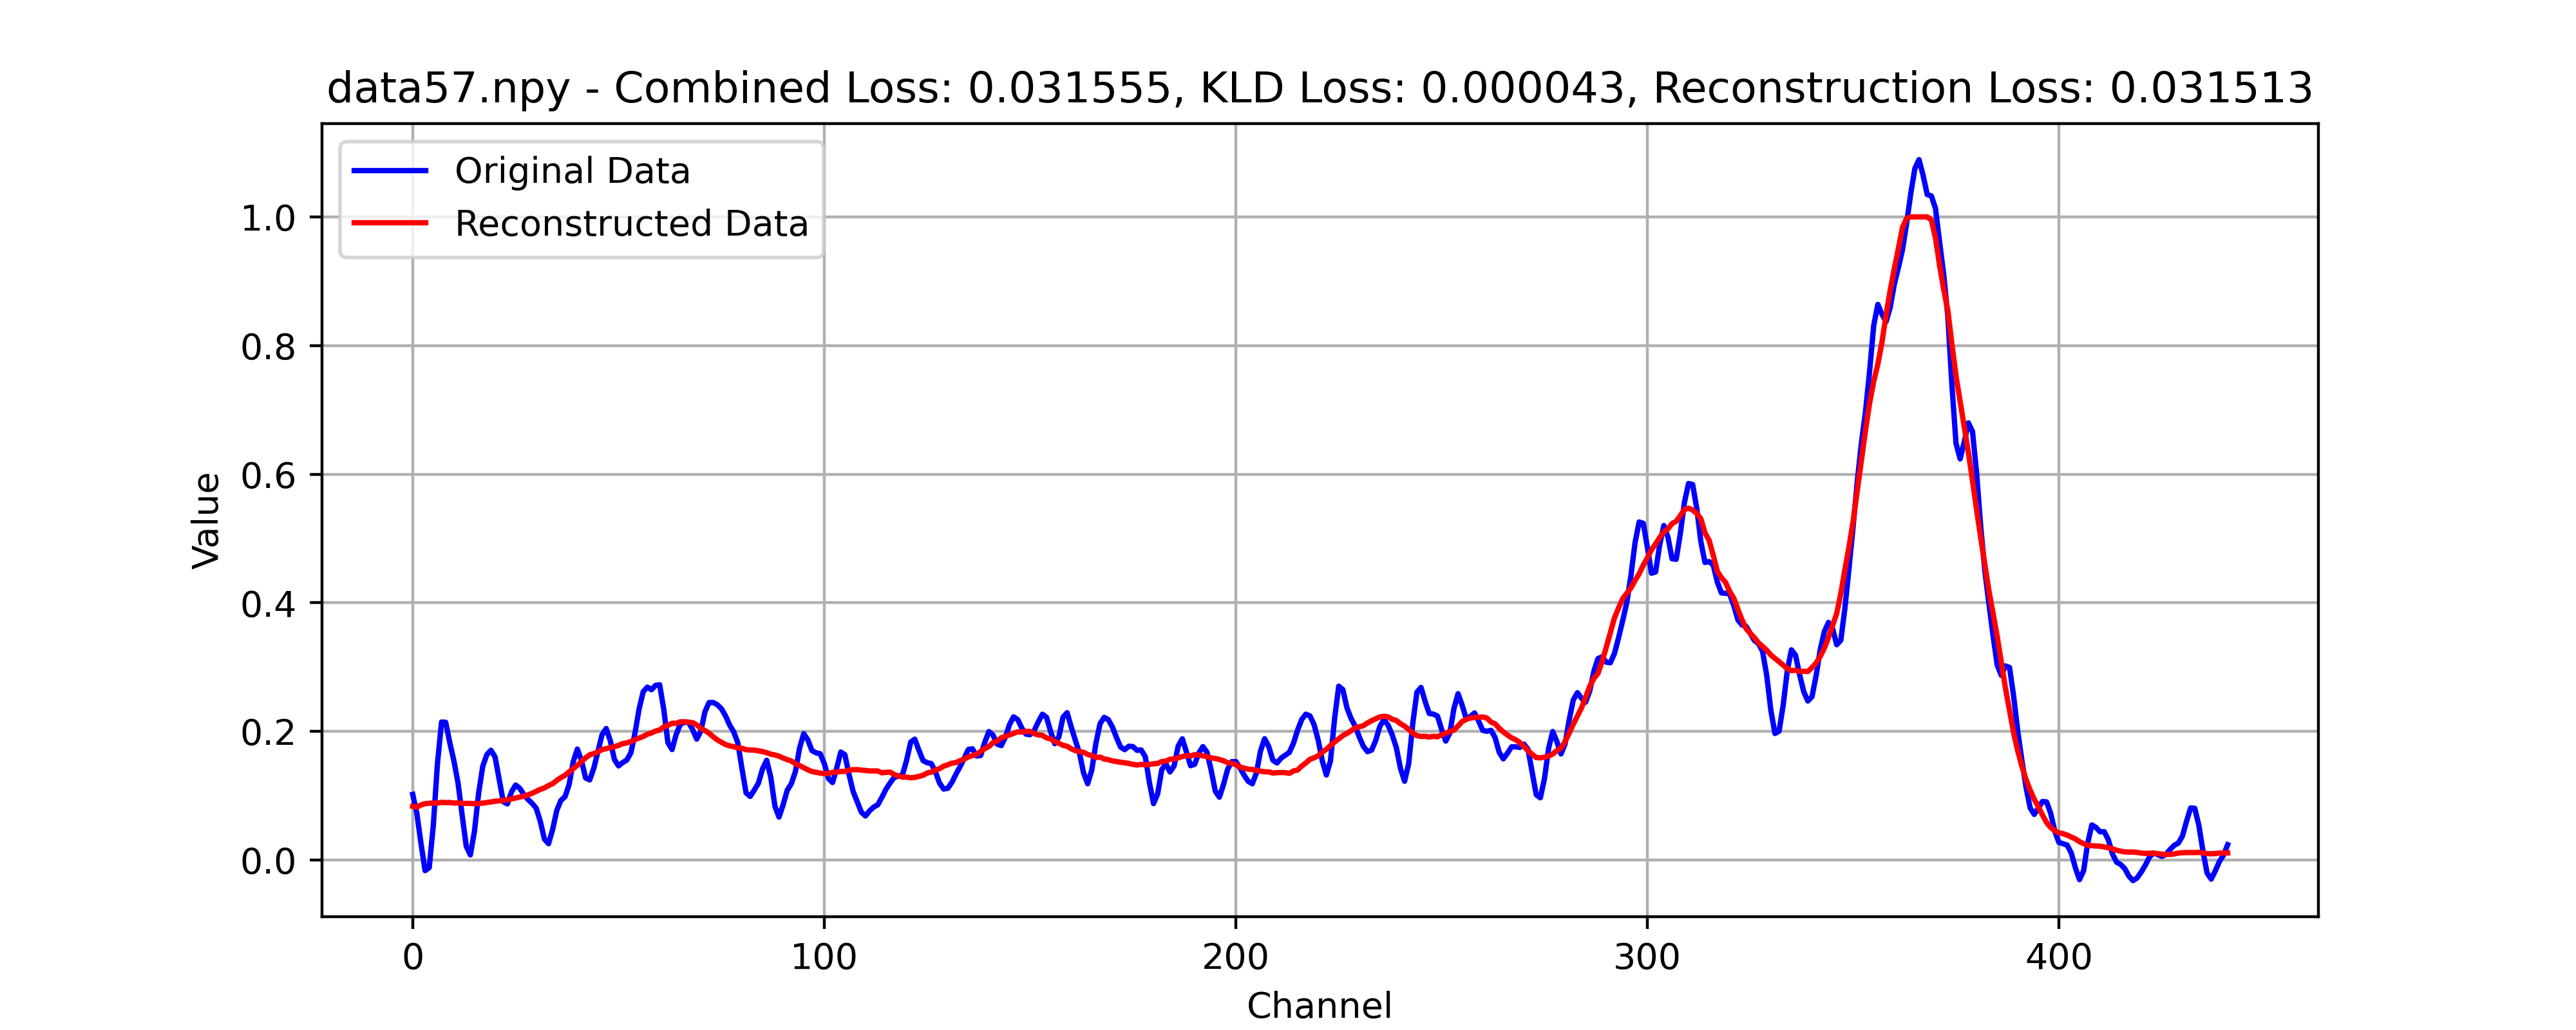 data57.npy - Combined Loss: 0.031555, KLD Loss: 0.000043, Reconstruction Loss: 0.031513
Original Data
Reconstructed Data
Value
1.0
0.8
0.6
0.4
0.2
0.0
0 100 200 300 400
Channel